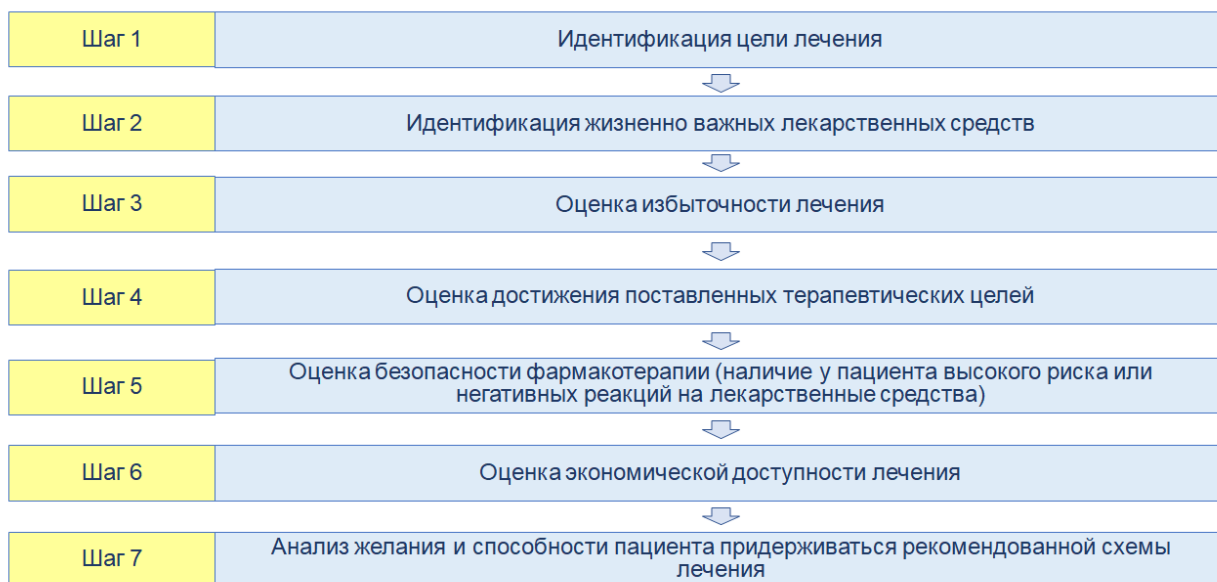 Шаг 1
Идентификация цели лечения
Шаг 2
Идентификация жизненно важных лекарственных средств
Шаг 3
Оценка избыточности лечения
Шаг 4
Оценка достижения поставленных терапевтических целей
Шаг 5
Оценка безопасности фармакотерапии (наличие у пациента высокого риска или
негативных реакций на лекарственные средства)
Шаг 6
Оценка экономической доступности лечения
Шаг 7
Анализ желания и способности пациента придерживаться рекомендованной схемы
лечения